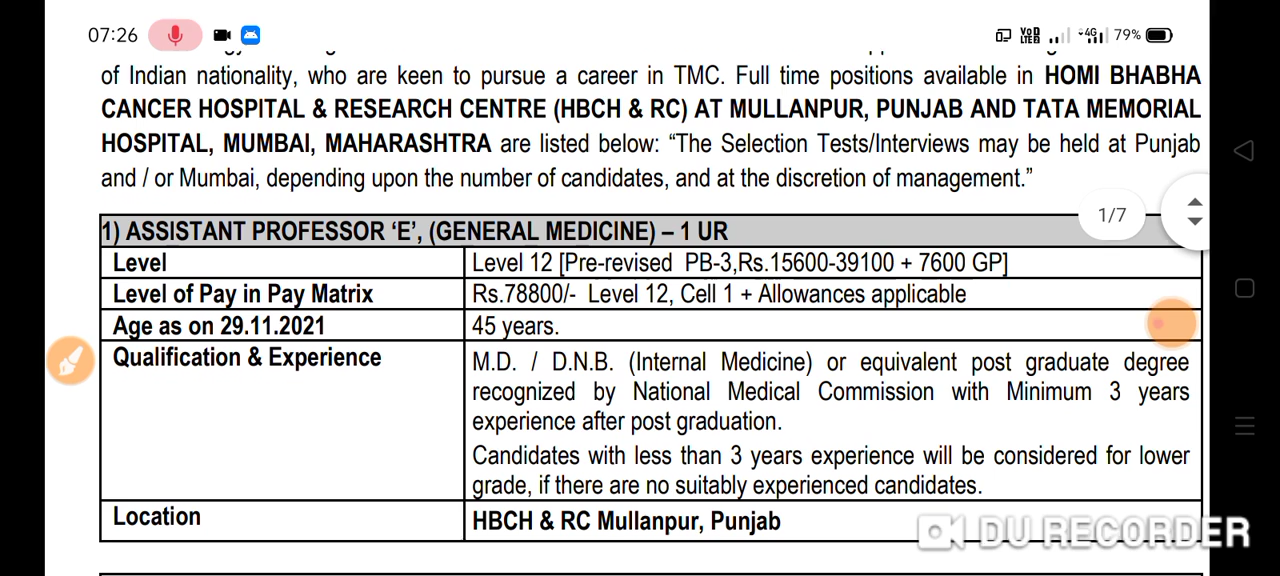 07:26
79%
of Indian nationality, who are keen to pursue a career in TMC. Full time positions available in HOMI BHABHA
CANCER HOSPITAL & RESEARCH CENTRE (HBCH & RC) AT MULLANPUR, PUNJAB AND TATA MEMORIAL
HOSPITAL, MUMBAI, MAHARASHTRA are listed below: “The Selection Tests/Interviews may be held at Punjab
and / or Mumbai, depending upon the number of candidates, and at the discretion of management.”
1/7
1) ASSISTANT PROFESSOR ‘E’, (GENERAL MEDICINE) – 1 UR
Level Level 12 [Pre-revised PB-3,Rs.15600-39100 + 7600 GP]
Level of Pay in Pay Matrix Rs.78800/- Level 12, Cell 1 + Allowances applicable
Age as on 29.11.2021 45 years.
Qualification & Experience M.D. / D.N.B. (Internal Medicine) or equivalent post graduate degree
recognized by National Medical Commission with Minimum 3 years
experience after post graduation.
Candidates with less than 3 years experience will be considered for lower
grade, if there are no suitably experienced candidates.
Location HBCH & RC Mullanpur, Punjab
DU RECORDER